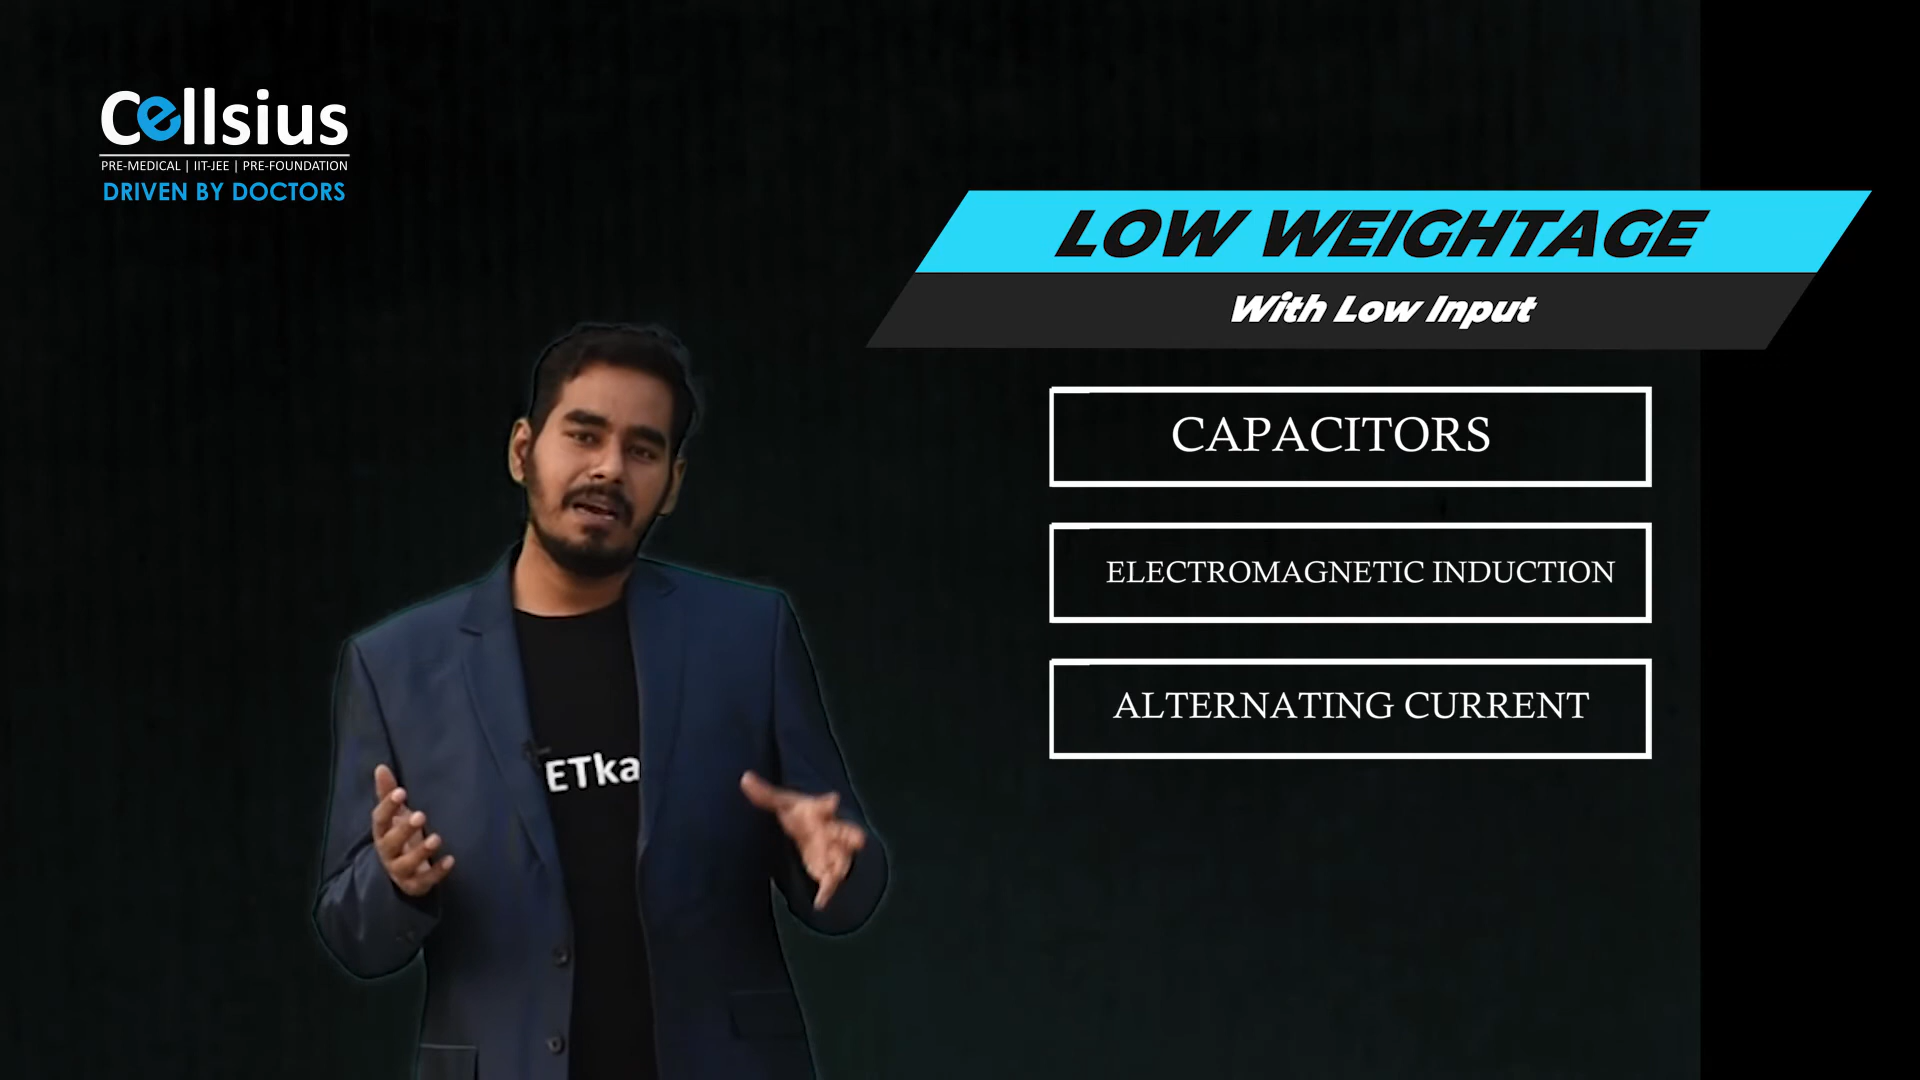 Cellsius
PRE-MEDICAL | IIT-JEE | PRE-FOUNDATION
DRIVEN BY DOCTORS
LOW WEIGHTAGE
With Low Input
CAPACITORS
ELECTROMAGNETIC INDUCTION
ALTERNATING CURRENT
ETka